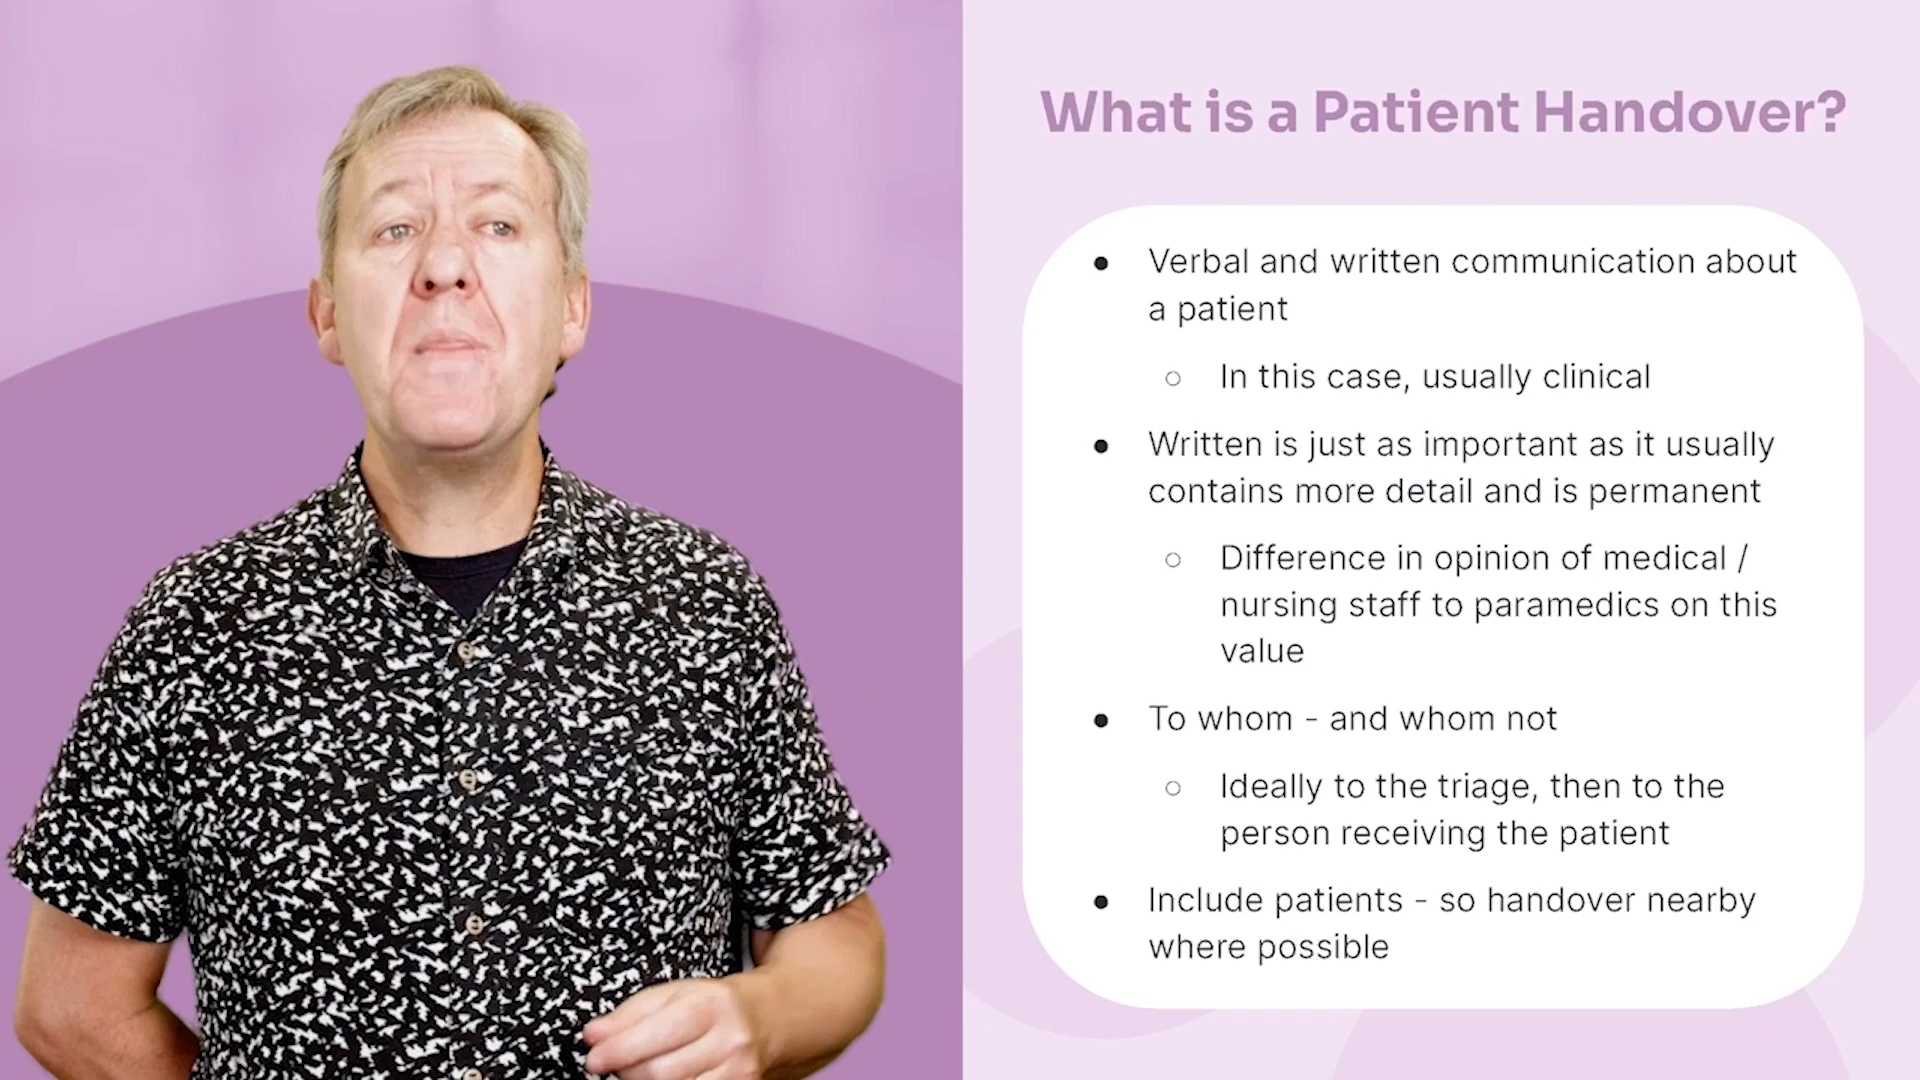 What is a Patient Handover?
● Verbal and written communication about
a patient
○ In this case, usually clinical
● Written is just as important as it usually
contains more detail and is permanent
○ Difference in opinion of medical /
nursing staff to paramedics on this
value
● To whom - and whom not
○ Ideally to the triage, then to the
person receiving the patient
● Include patients - so handover nearby
where possible